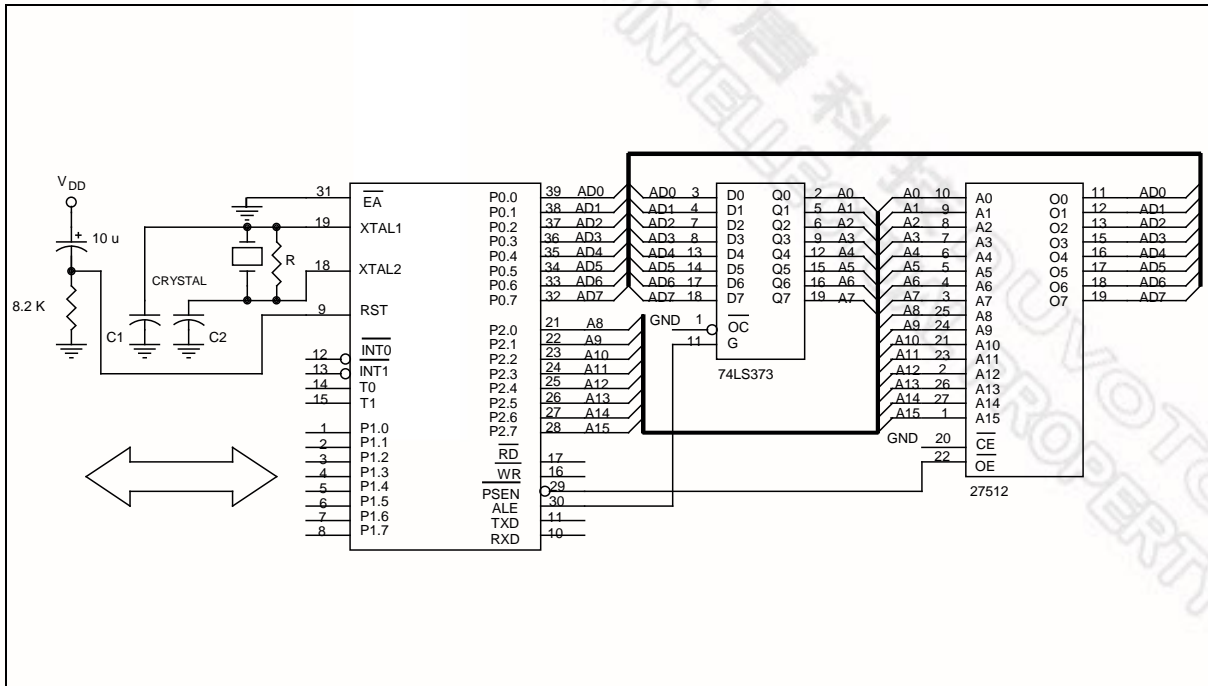 VDD
10 u
8.2 K
CRYSTAL
R
C1
C2
31 EA
19 XTAL1
18 XTAL2
9 RST
12 INT0
13 INT1
14 T0
15 T1
1 P1.0
2 P1.1
3 P1.2
4 P1.3
5 P1.4
6 P1.5
7 P1.6
8 P1.7
P0.0 39 AD0
P0.1 38 AD1
P0.2 37 AD2
P0.3 36 AD3
P0.4 35 AD4
P0.5 34 AD5
P0.6 33 AD6
P0.7 32 AD7
P2.0 21 A8
P2.1 22 A9
P2.2 23 A10
P2.3 24 A11
P2.4 25 A12
P2.5 26 A13
P2.6 27 A14
P2.7 28 A15
RD 17
WR 16
PSEN 29
ALE 30
TXD 11
RXD 10
AD0 3 D0 Q0 2 A0
AD1 4 D1 Q1 5 A1
AD2 7 D2 Q2 6 A2
AD3 8 D3 Q3 9 A3
AD4 13 D4 Q4 12 A4
AD5 14 D5 Q5 15 A5
AD6 17 D6 Q6 16 A6
AD7 18 D7 Q7 19 A7
GND 1 OC
11 G
74LS373
A0 10 A0 O0 11 AD0
A1 9 A1 O1 12 AD1
A2 8 A2 O2 13 AD2
A3 7 A3 O3 15 AD3
A4 6 A4 O4 16 AD4
A5 5 A5 O5 17 AD5
A6 4 A6 O6 18 AD6
A7 3 A7 O7 19 AD7
A8 25 A8
A9 24 A9
A10 21 A10
A11 23 A11
A12 2 A12
A13 26 A13
A14 27 A14
A15 1 A15
GND 20 CE
22 OE
27512
科技